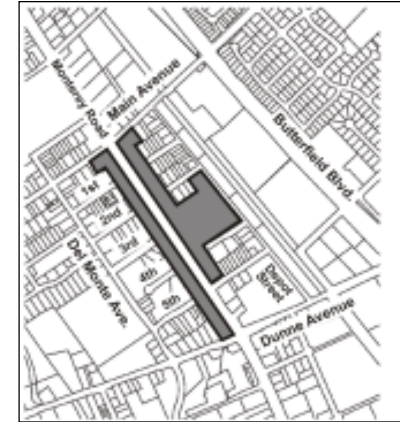 Monterey Road
Main Avenue
Butterfield Blvd.
1st
2nd
3rd
4th
5th
Del Monte Ave.
Depot
Street
Dunne Avenue